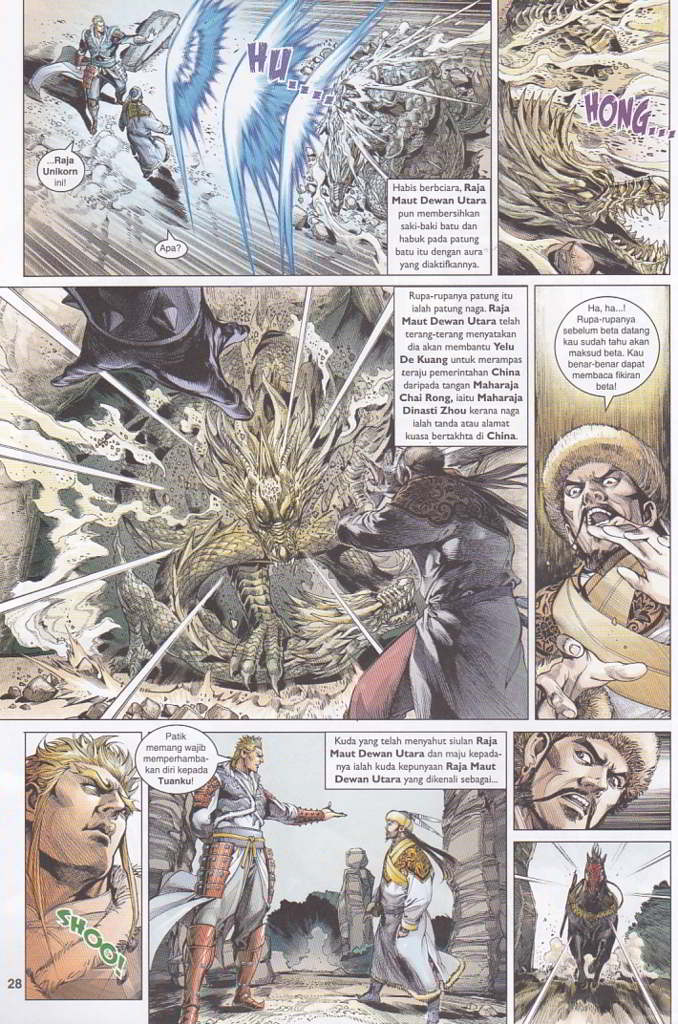 HU......
HONG...
...Raja
Unikorn
ini!
Apa?
Habis berbciara, Raja
Maut Dewan Utara
pun membersihkan
saki-baki batu dan
habuk pada patung
batu itu dengan aura
yang diaktifkannya.
Rupa-rupanya patung itu
ialah patung naga. Raja
Maut Dewan Utara telah
terang-terang menyatakan
dia akan membantu Yelu
De Kuang untuk merampas
teraju pemerintahan China
daripada tangan Maharaja
Chai Rong, iaitu Maharaja
Dinasti Zhou kerana naga
ialah tanda atau alamat
kuasa bertakhta di China.
Ha, ha...!
Rupa-rupanya
sebelum beta datang
kau sudah tahu akan
maksud beta. Kau
benar-benar dapat
membaca fikiran
beta!
SHOO!
Patik
memang wajib
memperhamba-
kan diri kepada
Tuanku!
Kuda yang telah menyahut siulan Raja
Maut Dewan Utara dan maju kepada-
nya ialah kuda kepunyaan Raja Maut
Dewan Utara yang dikenali sebagai...
28